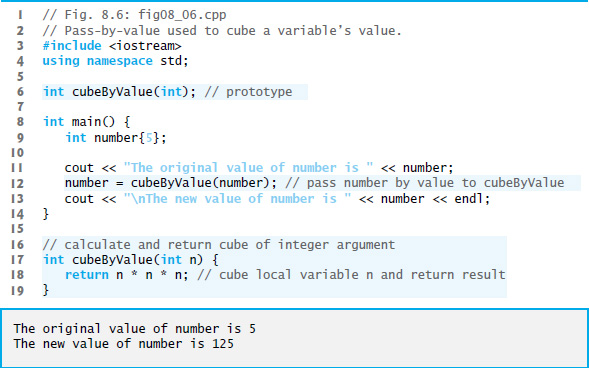 1 // Fig. 8.6: fig08_06.cpp
2 // Pass-by-value used to cube a variable’s value.
3 #include <iostream>
4 using namespace std;
5
6 int cubeByValue(int); // prototype
7
8 int main() {
9 int number{5};
10
11 cout << "The original value of number is " << number;
12 number = cubeByValue(number); // pass number by value to cubeByValue
13 cout << "\nThe new value of number is " << number << endl;
14 }
15
16 // calculate and return cube of integer argument
17 int cubeByValue(int n) {
18 return n * n * n; // cube local variable n and return result
19 }
The original value of number is 5
The new value of number is 125